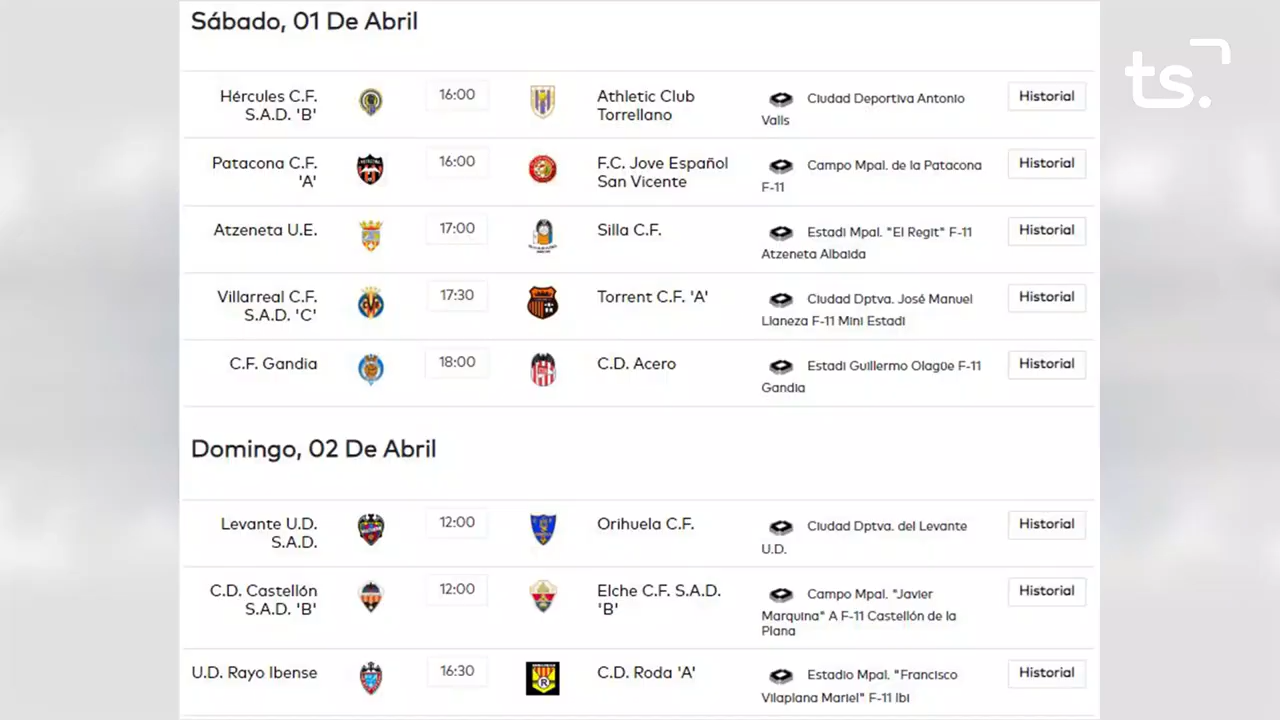 Sábado, 01 De Abril
ts.
Hércules C.F.
S.A.D. 'B'
16:00
Athletic Club
Torrellano
Ciudad Deportiva Antonio
Valls
Historial
Patacona C.F.
'A'
16:00
F.C. Jove Español
San Vicente
Campo Mpal. de la Patacona
F-11
Historial
Atzeneta U.E.
17:00
Silla C.F.
Estadi Mpal. "El Regit" F-11
Atzeneta Albaida
Historial
Villarreal C.F.
S.A.D. 'C'
17:30
Torrent C.F. 'A'
Ciudad Dptva. José Manuel
Llaneza F-11 Mini Estadi
Historial
C.F. Gandia
18:00
C.D. Acero
Estadi Guillermo Olagüe F-11
Gandia
Historial
Domingo, 02 De Abril
Levante U.D.
S.A.D.
12:00
Orihuela C.F.
Ciudad Dptva. del Levante
U.D.
Historial
C.D. Castellón
S.A.D. 'B'
12:00
Elche C.F. S.A.D.
'B'
Campo Mpal. "Javier
Marquina" A F-11 Castellón de la
Plana
Historial
U.D. Rayo Ibense
16:30
C.D. Roda 'A'
Estadio Mpal. "Francisco
Vilaplana Mariel" F-11 Ibi
Historial